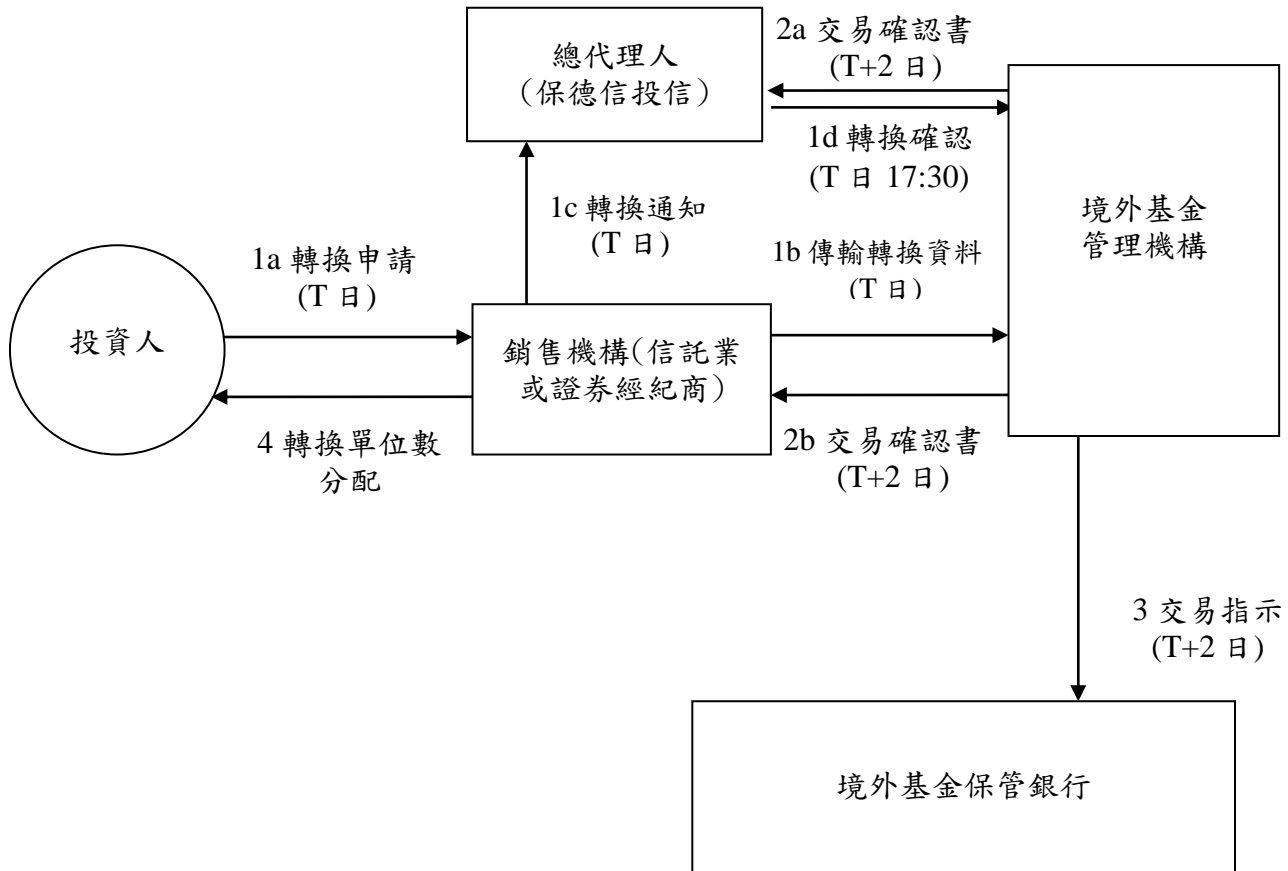 總代理人
（保德信投信）
2a 交易確認書
(T+2 日)
1d 轉換確認
(T 日 17:30)
境外基金
管理機構
1c 轉換通知
(T 日)
1a 轉換申請
(T 日)
1b 傳輸轉換資料
(T 日)
投資人
銷售機構(信託業
或證券經紀商）
4 轉換單位數
分配
2b 交易確認書
(T+2 日)
3 交易指示
(T+2 日)
境外基金保管銀行